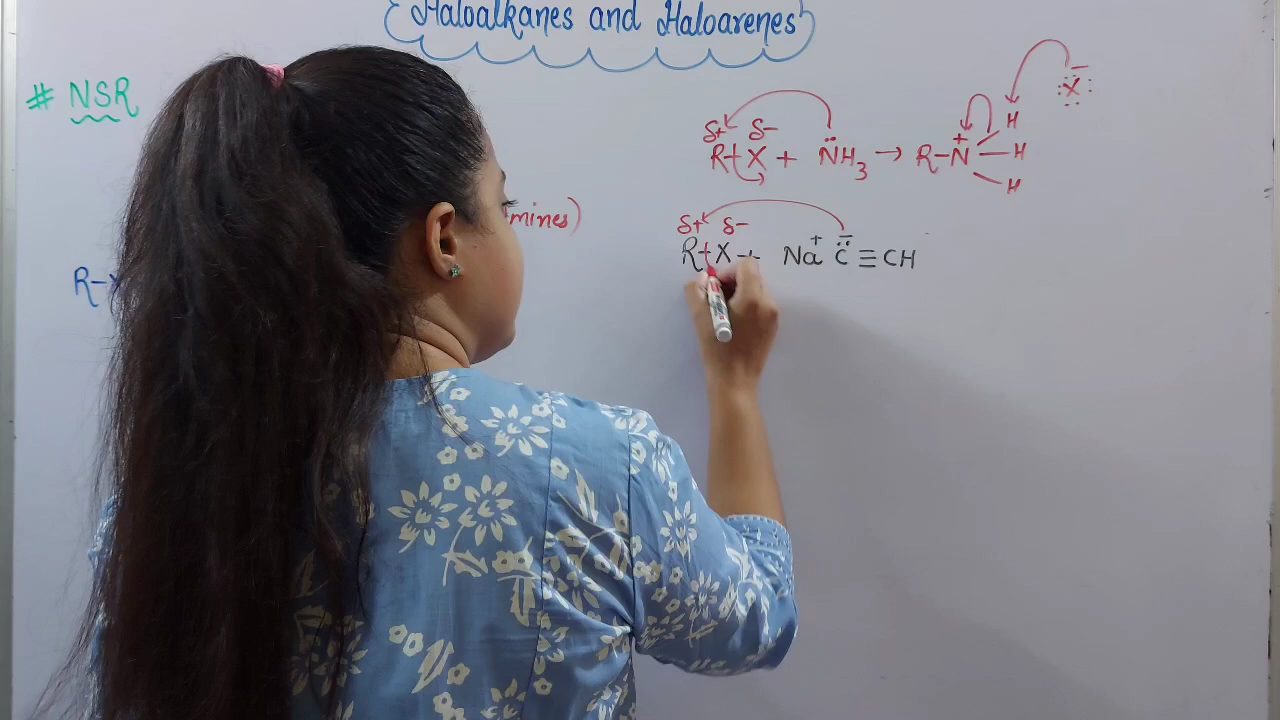 Haloalkanes and Haloarenes
# NSR
:Ẍ:⁻
δ+ δ- H
R-X + N̈H₃ → R-N⁺-H
H
mines)
δ+ δ-
R-X + Na⁺ C̈⁻≡CH
R-X